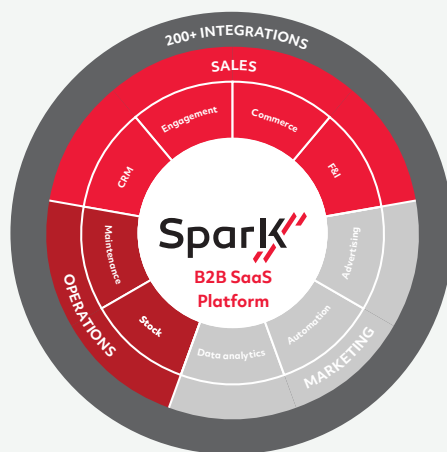 200+ INTEGRATIONS
SALES
Engagement
Commerce
CRM
F&I
Spark
B2B SaaS
Platform
Maintenance
Advertising
OPERATIONS
Stock
Automation
Data analytics
MARKETING